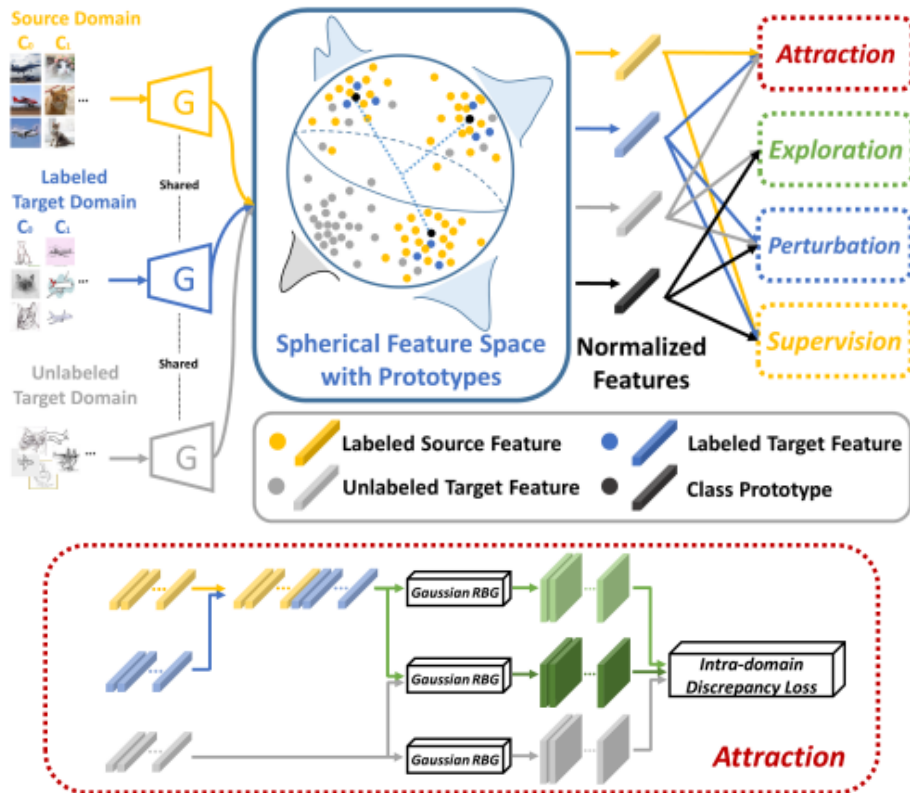 Source Domain
C₀ C₁
...
G
Shared
Labeled
Target Domain
C₀ C₁
...
G
Shared
Unlabeled
Target Domain
...
G
Spherical Feature Space
with Prototypes
Normalized
Features
Attraction
Exploration
Perturbation
Supervision
Labeled Source Feature
Labeled Target Feature
Unlabeled Target Feature
Class Prototype
... ... ... Gaussian RBG ...
... Gaussian RBG ...
Intra-domain
Discrepancy Loss
... Gaussian RBG ...
Attraction